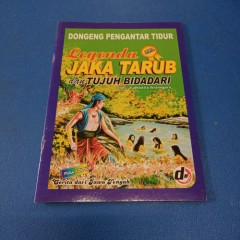 DONGENG PENGANTAR TIDUR
Legenda
JAKA TARUB
dan TUJUH BIDADARI
Cerita dari Jawa Tengah